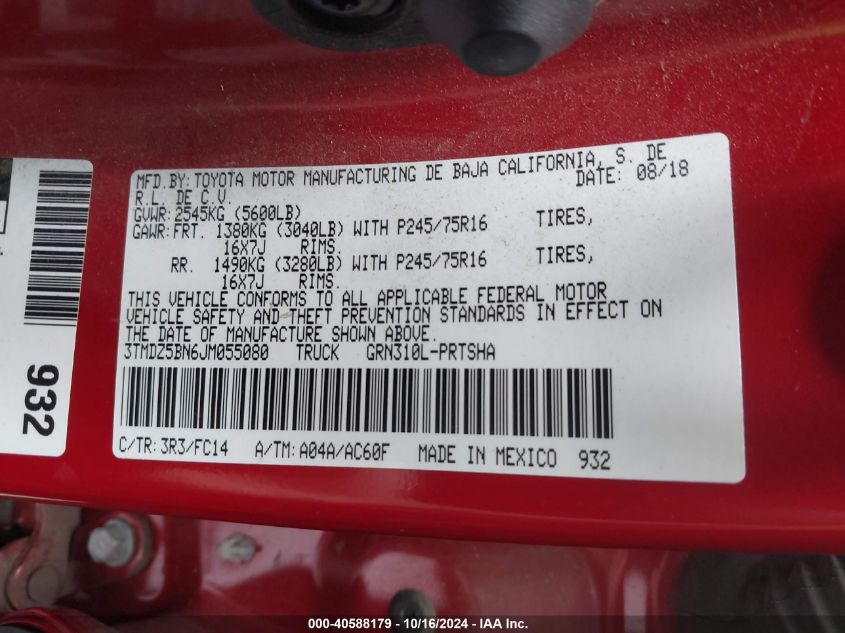 MFD.BY: TOYOTA MOTOR MANUFACTURING DE BAJA CALIFORNIA, S. DE
R.L. DE C.V. DATE: 08/18
GVWR: 2545KG (5600LB)
GAWR: FRT. 1380KG (3040LB) WITH P245/75R16 TIRES,
16X7J RIMS.
RR. 1490KG (3280LB) WITH P245/75R16 TIRES,
16X7J RIMS.
THIS VEHICLE CONFORMS TO ALL APPLICABLE FEDERAL MOTOR
VEHICLE SAFETY AND THEFT PREVENTION STANDARDS IN EFFECT ON
THE DATE OF MANUFACTURE SHOWN ABOVE.
3TMDZ5BN6JM055080 TRUCK GRN310L-PRTSHA
C/TR: 3R3/FC14 A/TM: A04A/AC60F MADE IN MEXICO 932
932
000-40588179 - 10/16/2024 - IAA Inc.